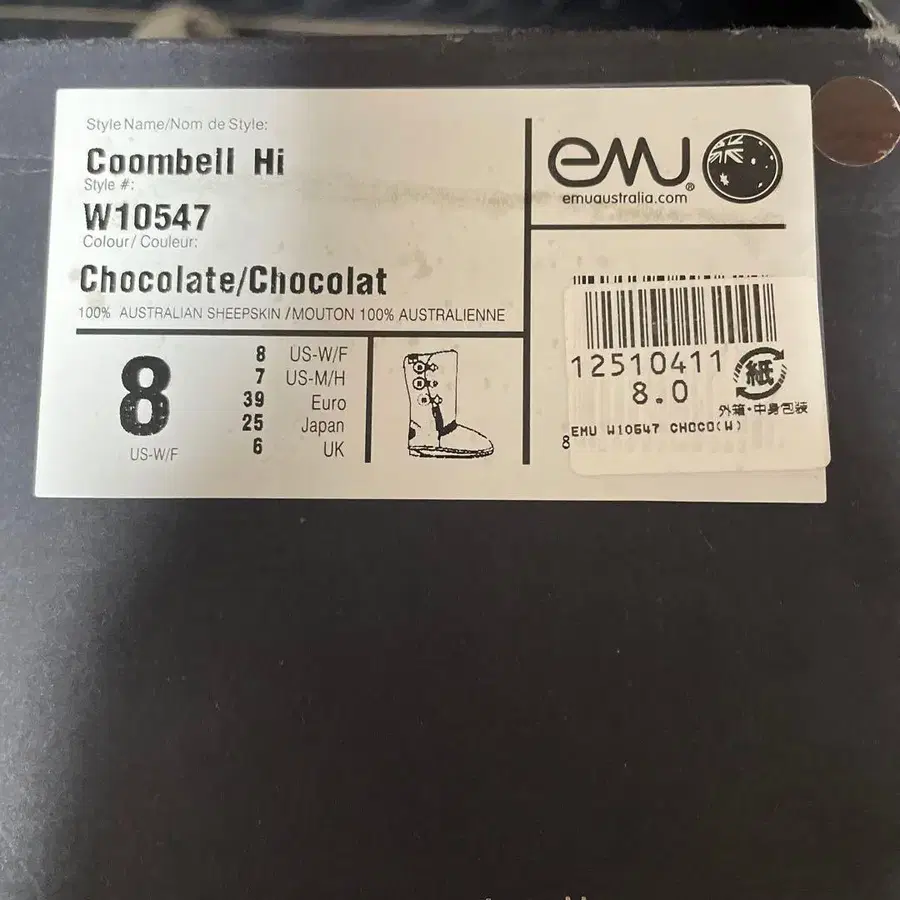 Style Name/Nom de Style:
Coombell Hi
Style #:
W10547
Colour/Couleur:
Chocolate/Chocolat
100% AUSTRALIAN SHEEPSKIN /MOUTON 100% AUSTRALIENNE
8
US-W/F
8 US-W/F
7 US-M/H
39 Euro
25 Japan
6 UK
emu®
emuaustralia.com
12510411
8.0
紙
外箱・中身包装
EMU W10547 CHOCO(W)
8